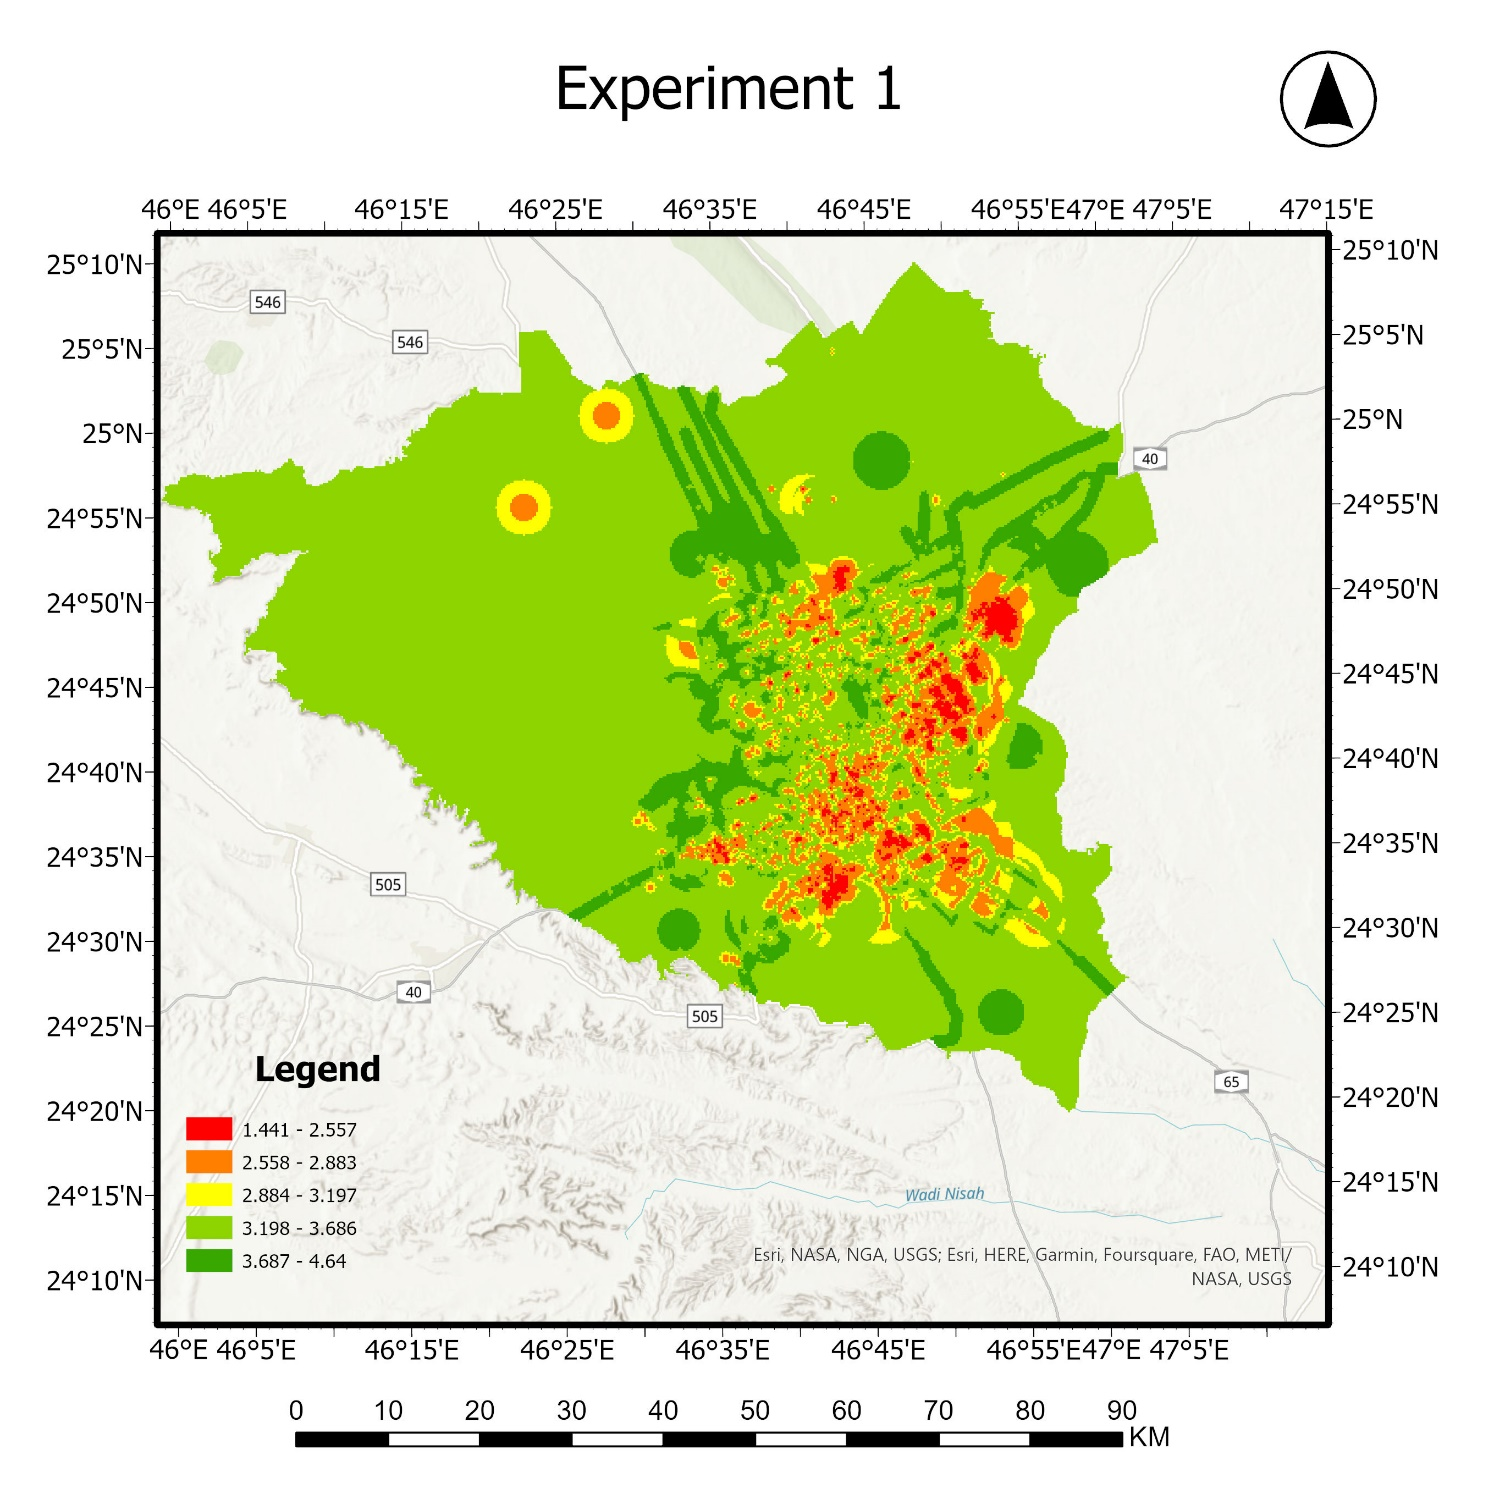 Experiment 1
46°E 46°5'E 46°15'E 46°25'E 46°35'E 46°45'E 46°55'E 47°E 47°5'E 47°15'E
25°10'N 25°10'N
546
546
25°5'N 25°5'N
25°N 25°N
40
24°55'N 24°55'N
24°50'N 24°50'N
24°45'N 24°45'N
24°40'N 24°40'N
24°35'N 24°35'N
505
24°30'N 24°30'N
40
505
24°25'N 24°25'N
Legend
65
24°20'N 24°20'N
1.441 - 2.557
2.558 - 2.883
24°15'N 24°15'N
2.884 - 3.197
Wadi Nisah
3.198 - 3.686
3.687 - 4.64
Esri, NASA, NGA, USGS; Esri, HERE, Garmin, Foursquare, FAO, METI/
NASA, USGS
24°10'N 24°10'N
46°E 46°5'E 46°15'E 46°25'E 46°35'E 46°45'E 46°55'E 47°E 47°5'E
0 10 20 30 40 50 60 70 80 90
KM